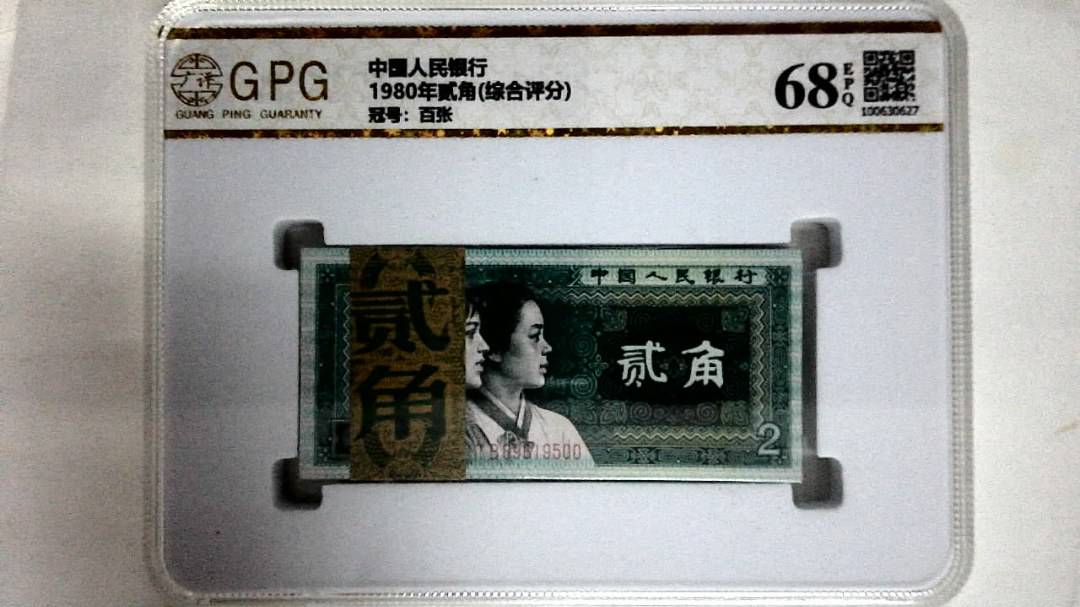 广评
GPG
GUANG PING GUARANTY
中国人民银行
1980年贰角(综合评分)
冠号：百张
68
EPQ
100630627
中国人民银行
贰角
贰角
2